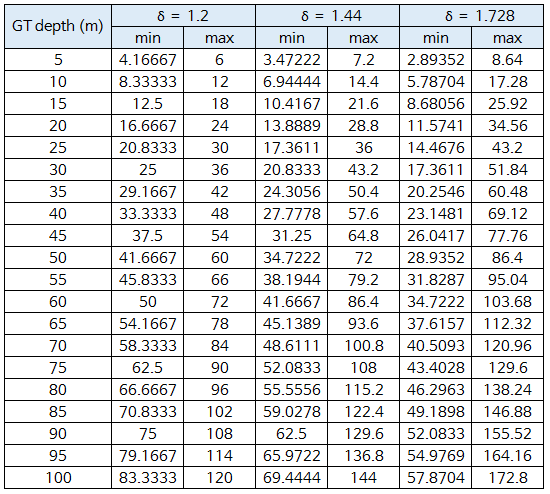 GT depth (m) δ = 1.2 δ = 1.44 δ = 1.728
min max min max min max
5 4.16667 6 3.47222 7.2 2.89352 8.64
10 8.33333 12 6.94444 14.4 5.78704 17.28
15 12.5 18 10.4167 21.6 8.68056 25.92
20 16.6667 24 13.8889 28.8 11.5741 34.56
25 20.8333 30 17.3611 36 14.4676 43.2
30 25 36 20.8333 43.2 17.3611 51.84
35 29.1667 42 24.3056 50.4 20.2546 60.48
40 33.3333 48 27.7778 57.6 23.1481 69.12
45 37.5 54 31.25 64.8 26.0417 77.76
50 41.6667 60 34.7222 72 28.9352 86.4
55 45.8333 66 38.1944 79.2 31.8287 95.04
60 50 72 41.6667 86.4 34.7222 103.68
65 54.1667 78 45.1389 93.6 37.6157 112.32
70 58.3333 84 48.6111 100.8 40.5093 120.96
75 62.5 90 52.0833 108 43.4028 129.6
80 66.6667 96 55.5556 115.2 46.2963 138.24
85 70.8333 102 59.0278 122.4 49.1898 146.88
90 75 108 62.5 129.6 52.0833 155.52
95 79.1667 114 65.9722 136.8 54.9769 164.16
100 83.3333 120 69.4444 144 57.8704 172.8